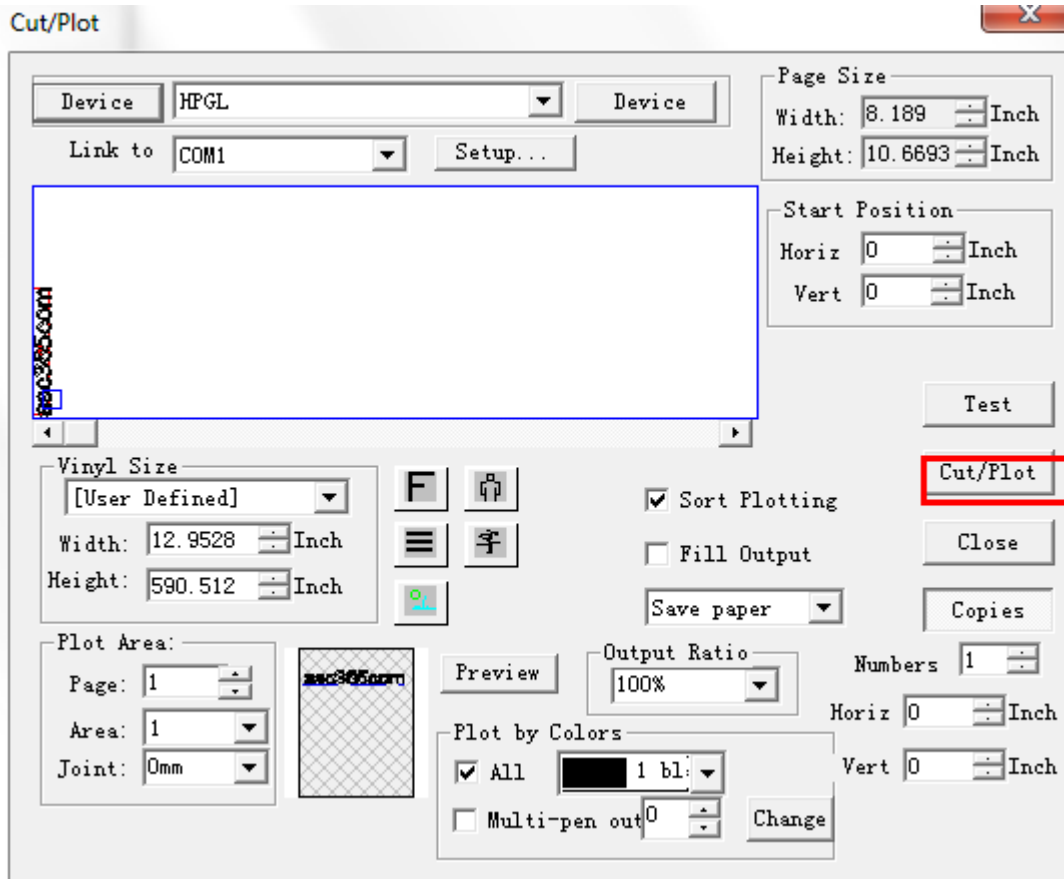 Cut/Plot
Device HPGL Device
Link to COM1 Setup...
Page Size
Width: 8.189 Inch
Height: 10.6693 Inch
Start Position
Horiz 0 Inch
Vert 0 Inch
aac365com
Test
Cut/Plot
Close
Copies
Numbers 1
Horiz 0 Inch
Vert 0 Inch
Vinyl Size
[User Defined]
Width: 12.9528 Inch
Height: 590.512 Inch
F
Sort Plotting
Fill Output
Save paper
Plot Area:
Page: 1
Area: 1
Joint: 0mm
aac365com
Preview
Output Ratio
100%
Plot by Colors
All 1 bl
Multi-pen out 0 Change